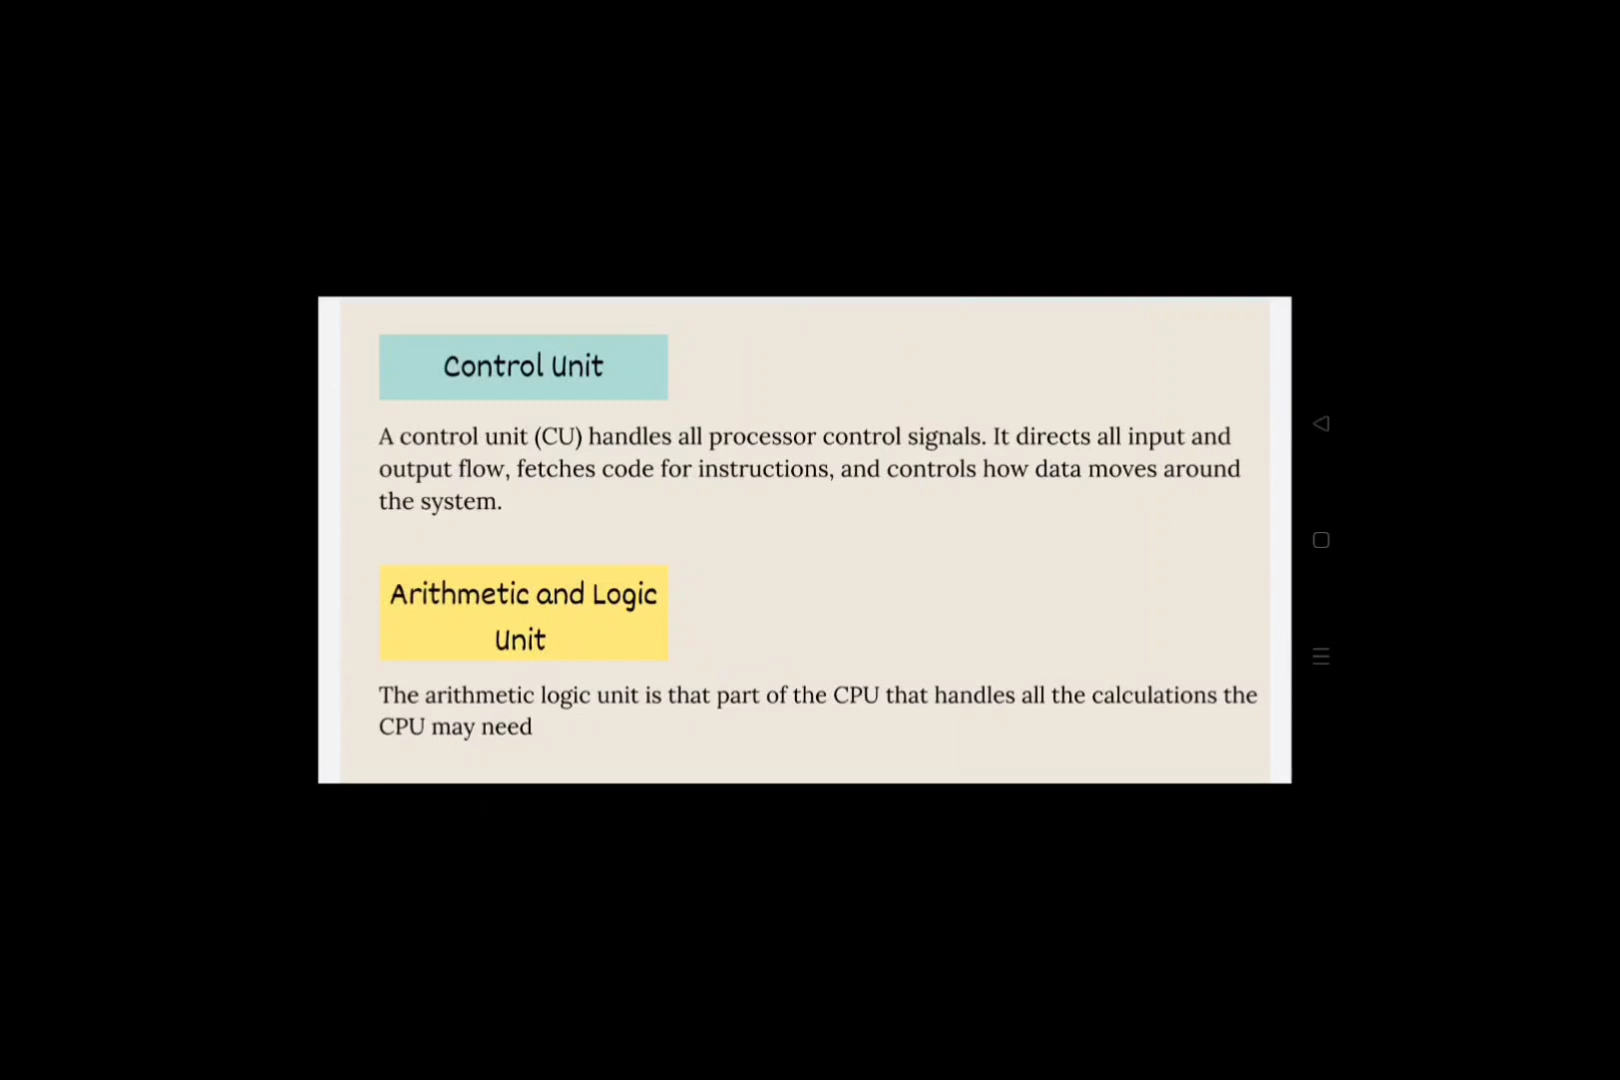 Control Unit
A control unit (CU) handles all processor control signals. It directs all input and
output flow, fetches code for instructions, and controls how data moves around
the system.
Arithmetic and Logic
Unit
The arithmetic logic unit is that part of the CPU that handles all the calculations the
CPU may need